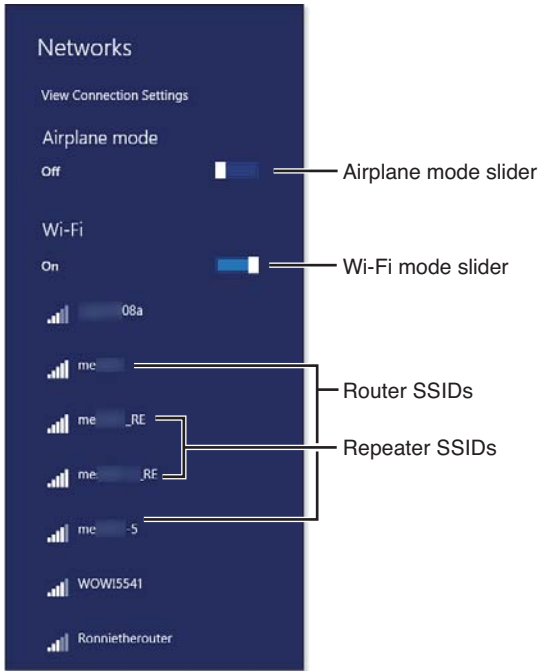 Networks
View Connection Settings
Airplane mode
Off
Airplane mode slider
Wi-Fi
On
Wi-Fi mode slider
08a
me
Router SSIDs
me _RE
Repeater SSIDs
me _RE
me -5
WOWI5541
Ronnietherouter